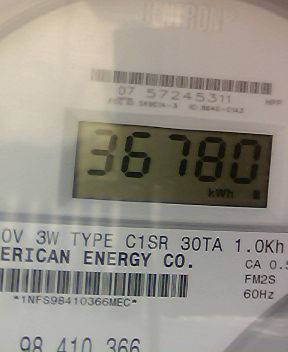 07 57245311
36780
kWh
0V 3W TYPE C1SR 30TA 1.0Kh
ERICAN ENERGY CO.
CA 0.5
FM2S
*1NFS98410366MEC*
60Hz
98 410 366